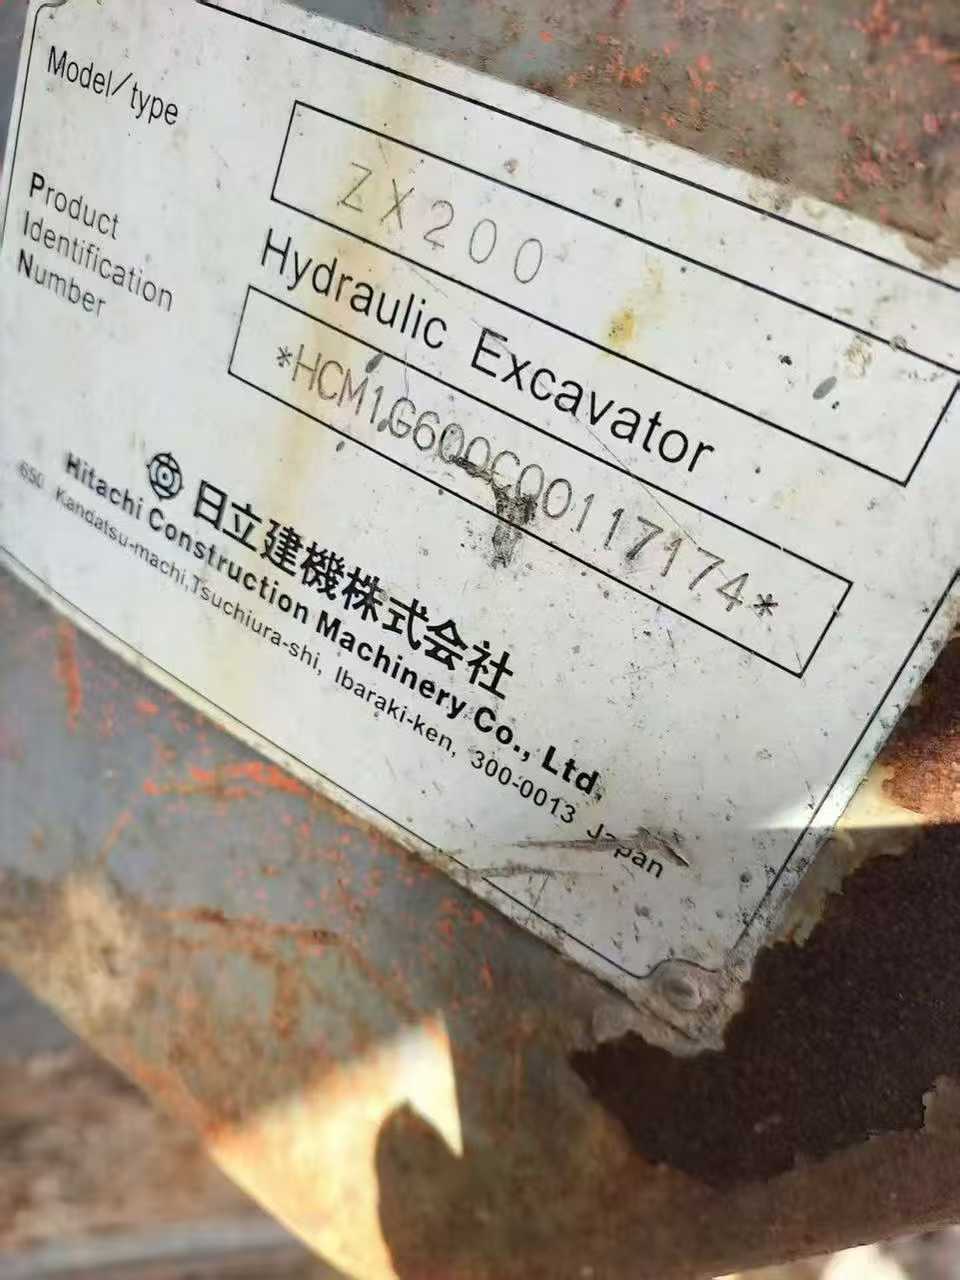 Model/type
ZX200
Hydraulic Excavator
Product
Identification
Number
*HCM1G600C00117174*
日立建機株式会社
Hitachi Construction Machinery Co., Ltd.
650 Kandatsu-machi, Tsuchiura-shi, Ibaraki-ken, 300-0013 Japan